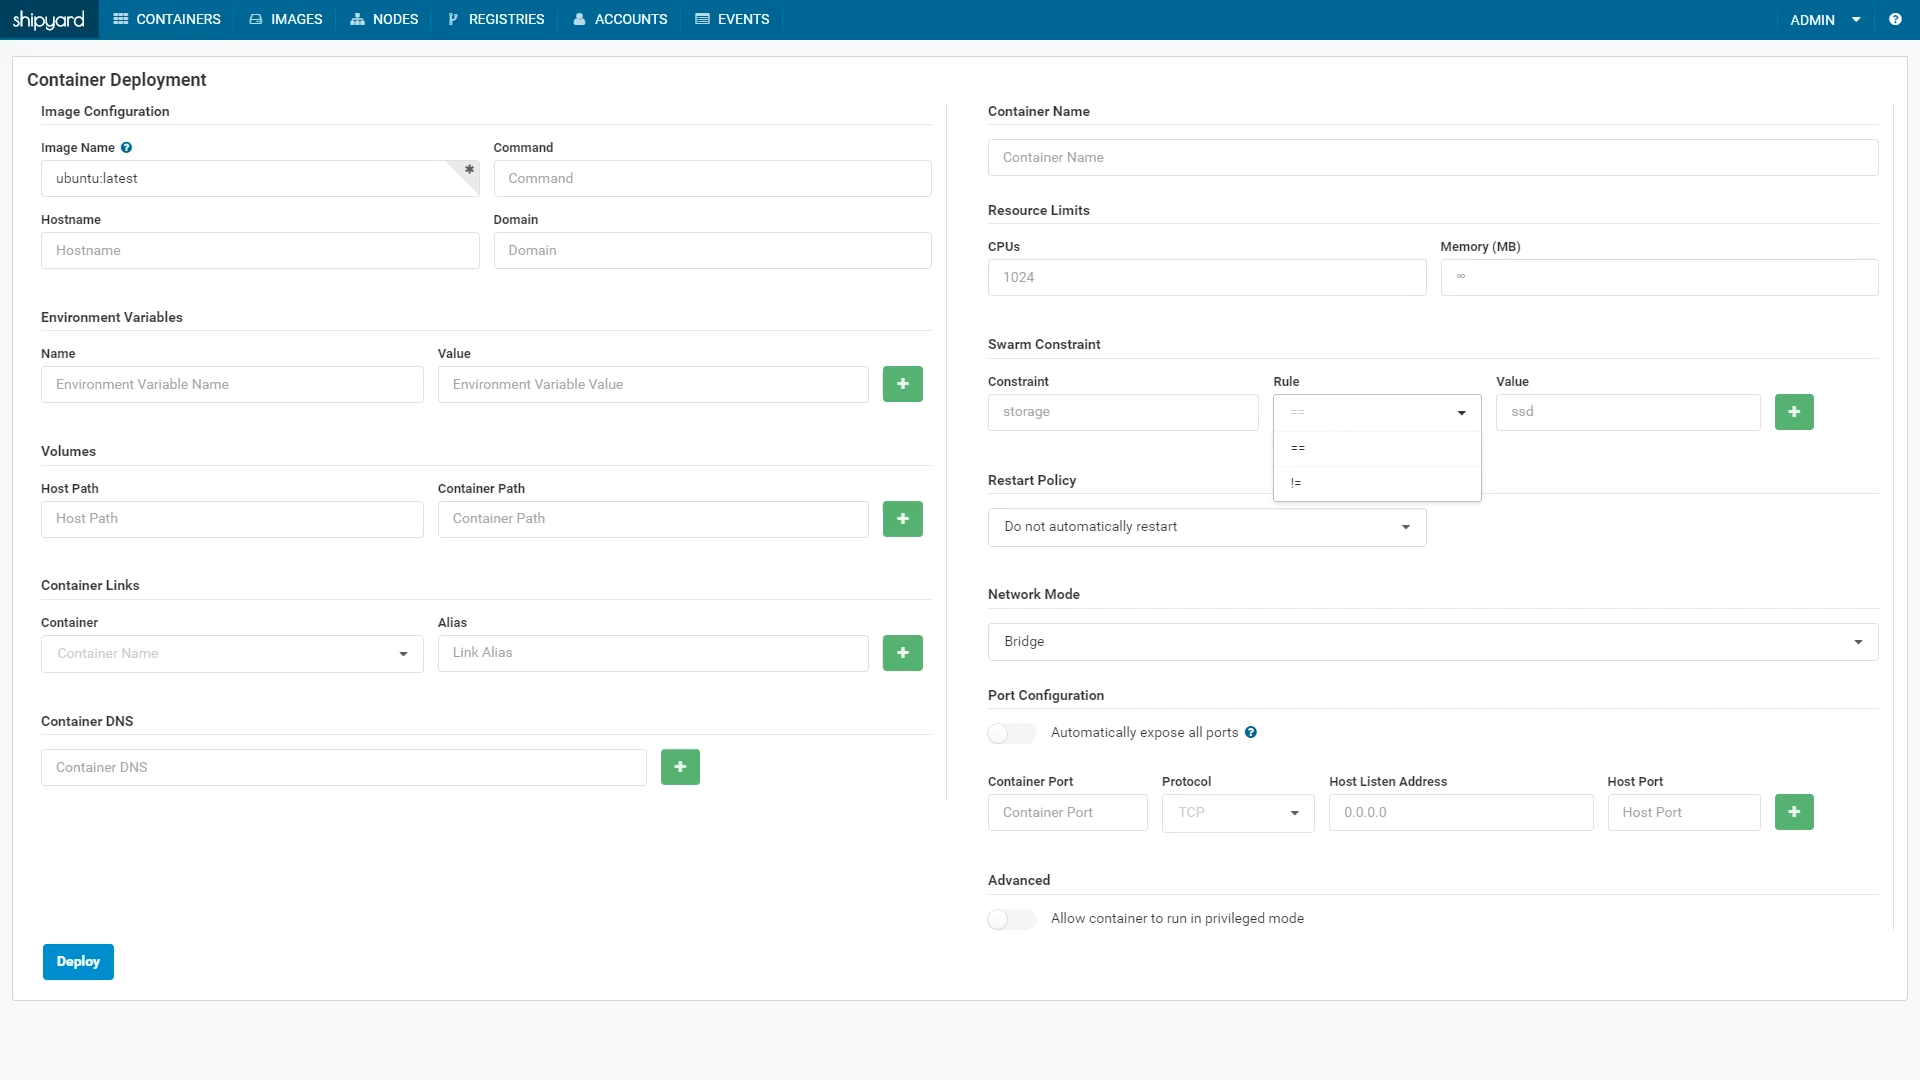 shipyard CONTAINERS IMAGES NODES REGISTRIES ACCOUNTS EVENTS ADMIN
Container Deployment
Image Configuration
Image Name Command
ubuntu:latest * Command
Hostname Domain
Hostname Domain
Environment Variables
Name Value
Environment Variable Name Environment Variable Value +
Volumes
Host Path Container Path
Host Path Container Path +
Container Links
Container Alias
Container Name Link Alias +
Container DNS
Container DNS +
Deploy
Container Name
Container Name
Resource Limits
CPUs Memory (MB)
1024 ∞
Swarm Constraint
Constraint Rule Value
storage == ssd +
==
!=
Restart Policy
Do not automatically restart
Network Mode
Bridge
Port Configuration
Automatically expose all ports
Container Port Protocol Host Listen Address Host Port
Container Port TCP 0.0.0.0 Host Port +
Advanced
Allow container to run in privileged mode